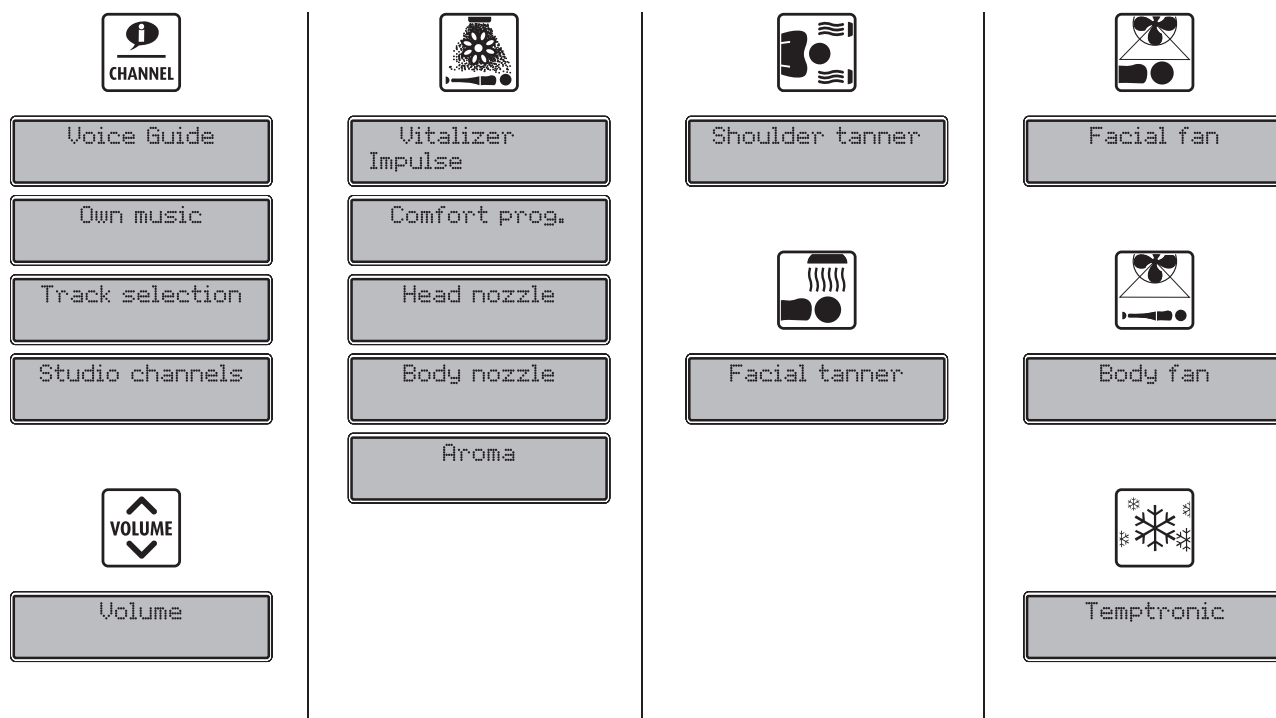 CHANNEL
Voice Guide
Own music
Track selection
Studio channels
VOLUME
Volume
Vitalizer
Impulse
Comfort prog.
Head nozzle
Body nozzle
Aroma
Shoulder tanner
Facial tanner
Facial fan
Body fan
Temptronic